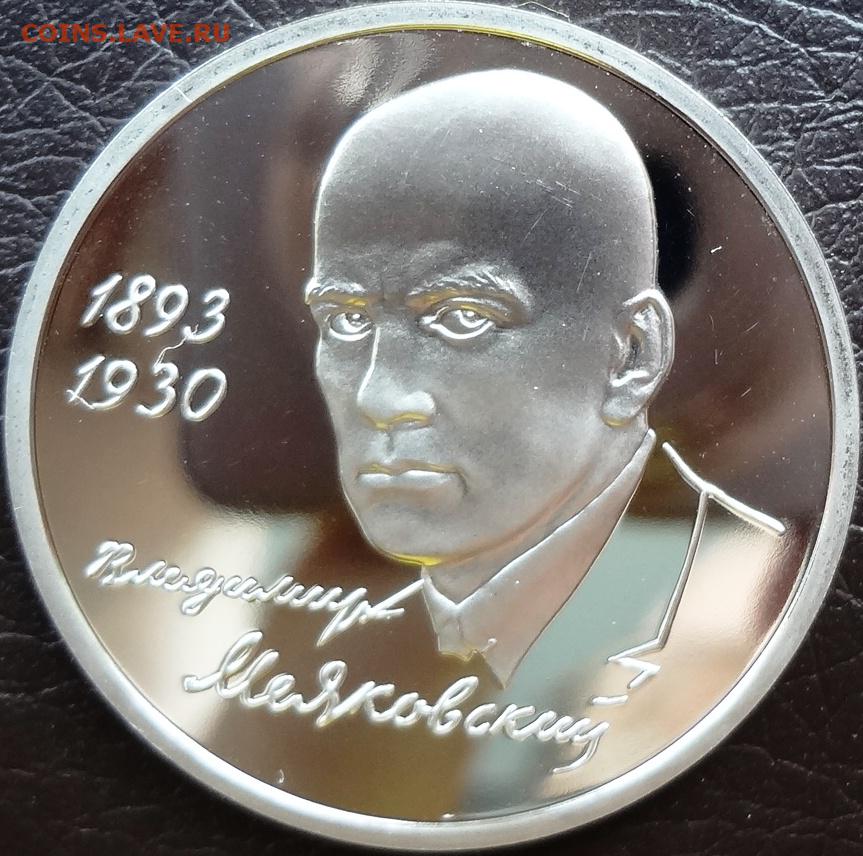 COINS.LAVE.RU
1893
1930
Владимир
Маяковский